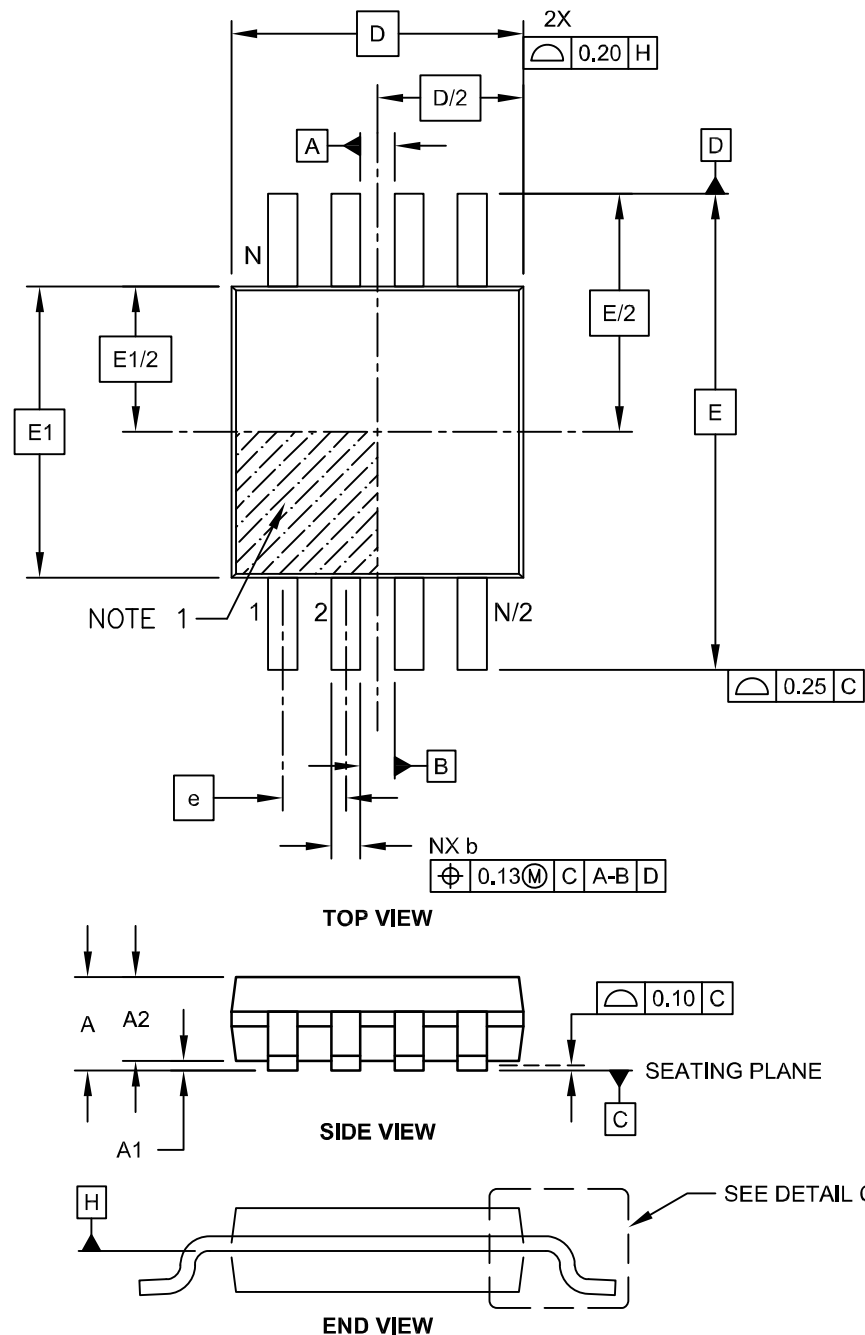 D
2X
⌓ 0.20 H
D/2
A
D
N
E/2
E1/2
E1
E
NOTE 1
1
2
N/2
⌓ 0.25 C
B
e
NX b
⌖ 0.13Ⓜ C A-B D
TOP VIEW
A
A2
⌓ 0.10 C
SEATING PLANE
C
SIDE VIEW
A1
H
SEE DETAIL
END VIEW